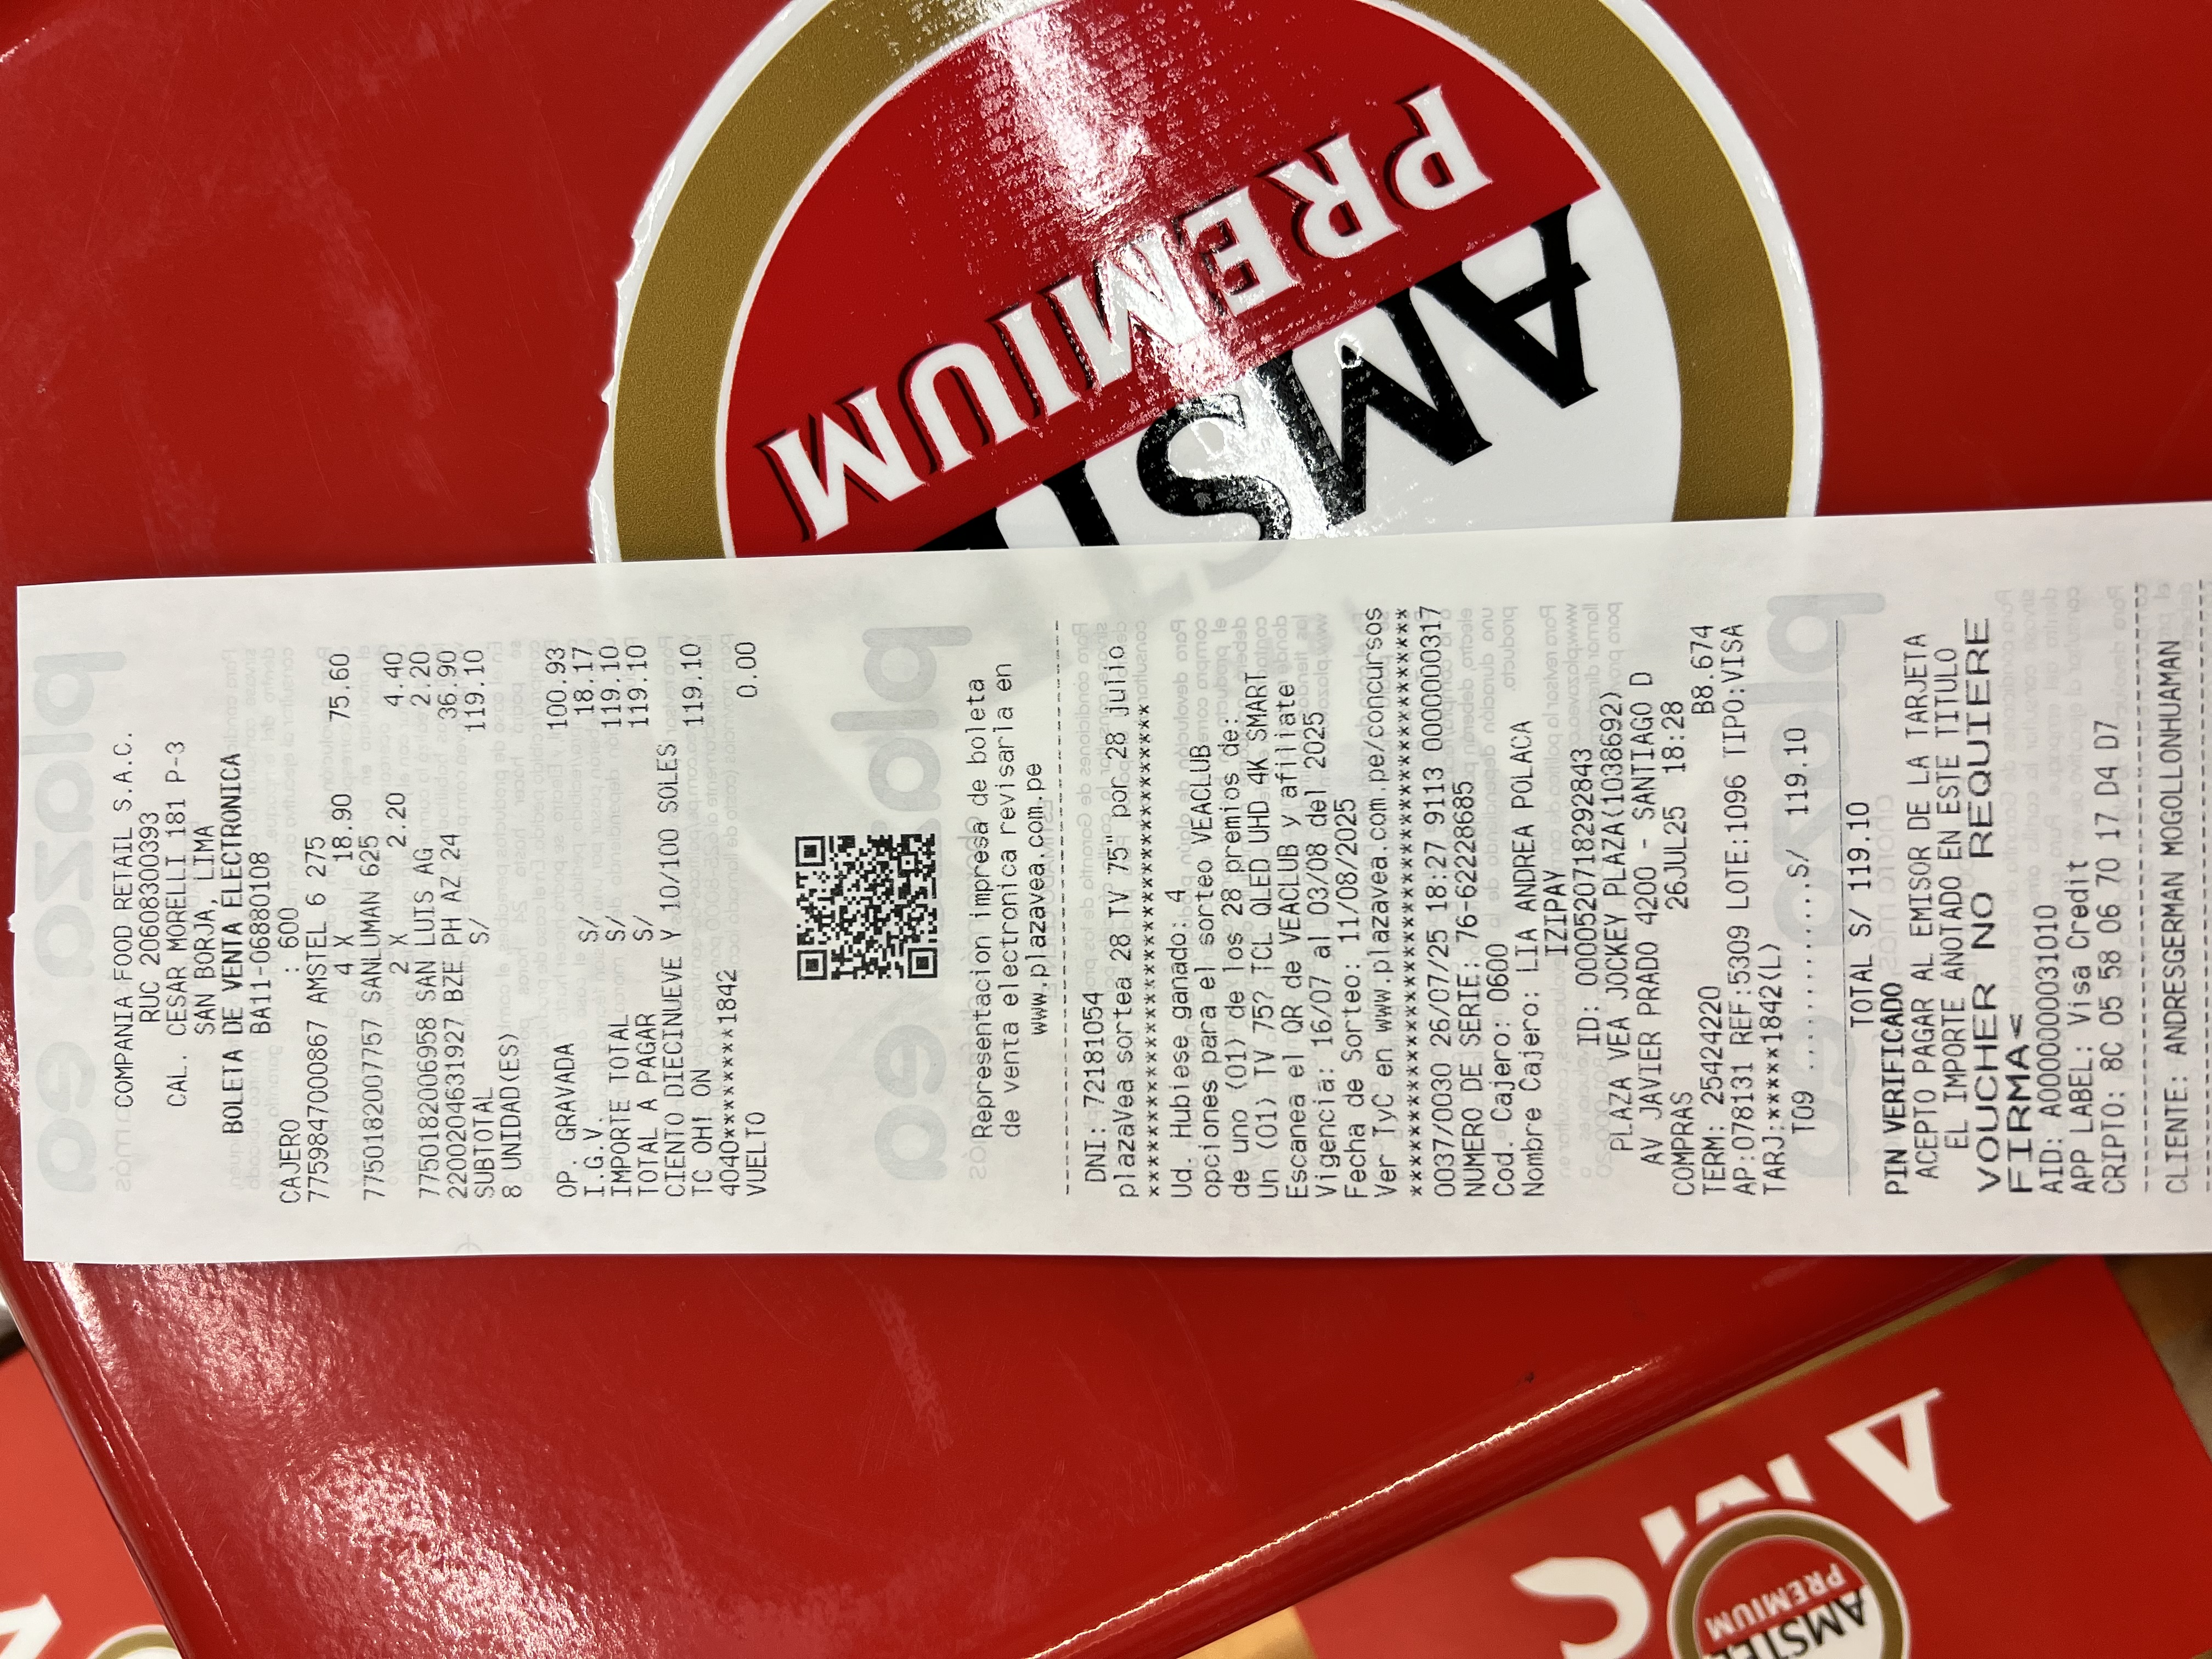 COMPANIA FOOD RETAIL S.A.C.
RUC 20608300393
CAL. CESAR MORELLI 181 P-3
SAN BORJA, LIMA
BOLETA DE VENTA ELECTRONICA
BA11-06880108
CAJERO : 600
7759847000867 AMSTEL 6 275
4 X 18.90 75.60
7750182007757 SANLUMAN 625
2 X 2.20 4.40
7750182006958 SAN LUIS AG 2.20
2200204631927 BZE PH AZ 24 36.90
SUBTOTAL S/ 119.10
8 UNIDAD(ES)
OP. GRAVADA 100.93
I.G.V. S/ 18.17
IMPORTE TOTAL S/ 119.10
TOTAL A PAGAR S/ 119.10
CIENTO DIECINUEVE Y 10/100 SOLES
TC OH! ON 119.10
4040********1842
VUELTO 0.00
Representacion impresa de boleta
de venta electronica revisarla en
www.plazavea.com.pe
DNI: 72181054
plazaVea sortea 28 TV 75" por 28 julio
*********************************
Ud. Hubiese ganado: 4
opciones para el sorteo VEACLUB
de uno (01) de los 28 premios de:
Un (01) TV 75? TCL QLED UHD 4K SMART
Escanea el QR de VEACLUB y afiliate
Vigencia: 16/07 al 03/08 del 2025
Fecha de Sorteo: 11/08/2025
Ver TyC en www.plazavea.com.pe/concursos
****************************************
0037/0030 26/07/25 18:27 9113 0000000317
NUMERO DE SERIE: 76-62228685
Cod. Cajero: 0600
Nombre Cajero: LIA ANDREA POLACA
IZIPAY
ID: 0000520718292843
PLAZA VEA JOCKEY PLAZA(1038692)
AV JAVIER PRADO 4200 - SANTIAGO D
COMPRAS 26JUL25 18:28
TERM: 25424220 B8.674
AP:078131 REF:5309 LOTE:1096 TIPO:VISA
TARJ:*****1842(L)
T09 .............S/ 119.10
TOTAL S/ 119.10
PIN VERIFICADO
ACEPTO PAGAR AL EMISOR DE LA TARJETA
EL IMPORTE ANOTADO EN ESTE TITULO
VOUCHER NO REQUIERE
FIRMA<
AID: A0000000031010
APP LABEL: Visa Credit
CRIPTO: 8C 05 58 06 70 17 D4 D7
CLIENTE: ANDRESGERMAN MOGOLLONHUAMAN
PREMIUM
PREMIUM